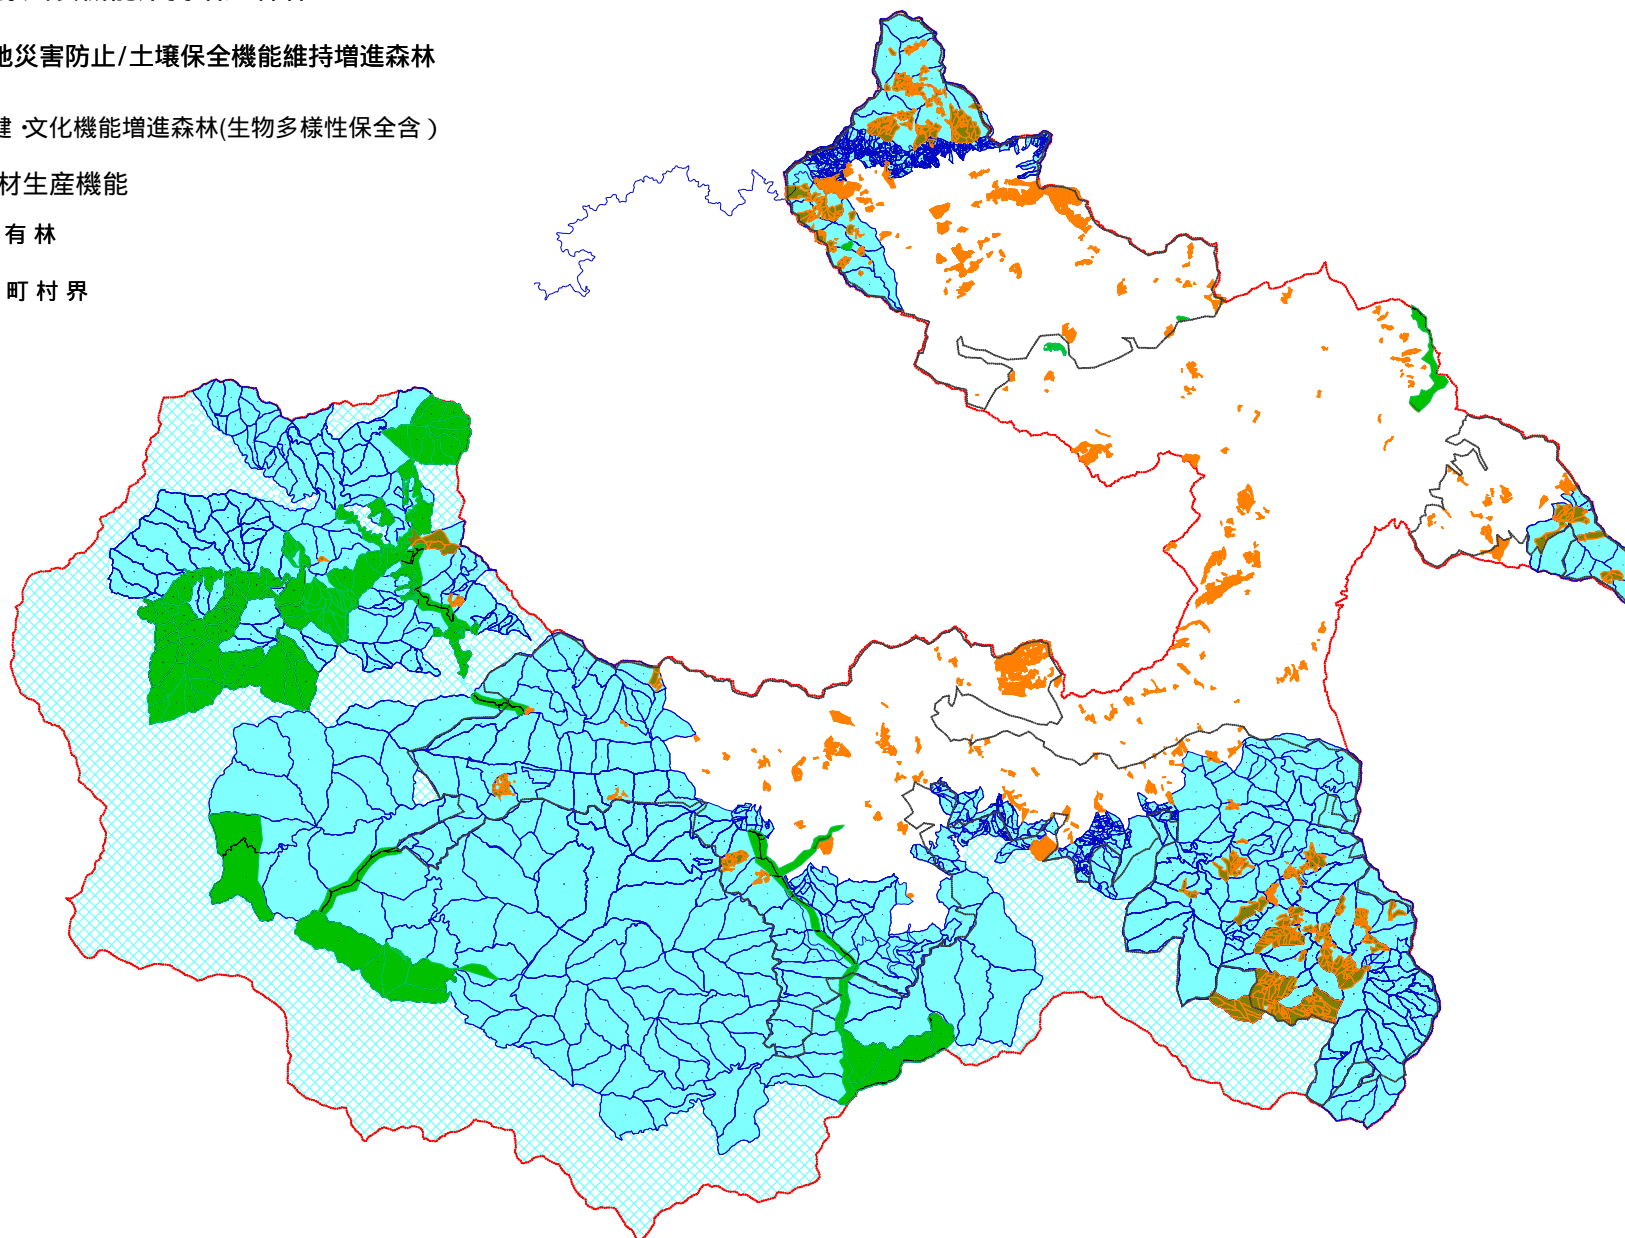 災害防止/土壌保全機能維持増進森林
・文化機能増進森林(生物多様性保全含)
材生産機能
有 林
町 村 界